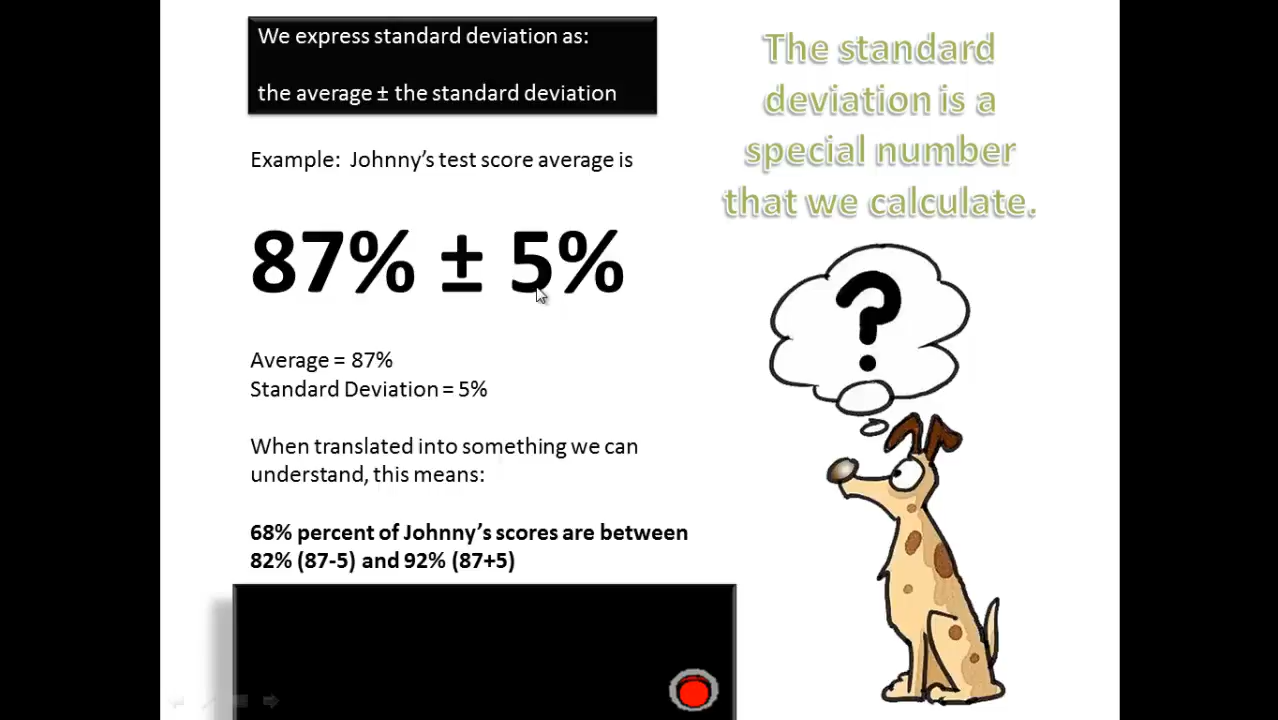 We express standard deviation as:
the average ± the standard deviation
Example:  Johnny's test score average is
87% ± 5%
Average = 87%
Standard Deviation = 5%
When translated into something we can
understand, this means:
68% percent of Johnny's scores are between
82% (87-5) and 92% (87+5)
The standard
deviation is a
special number
that we calculate.
?